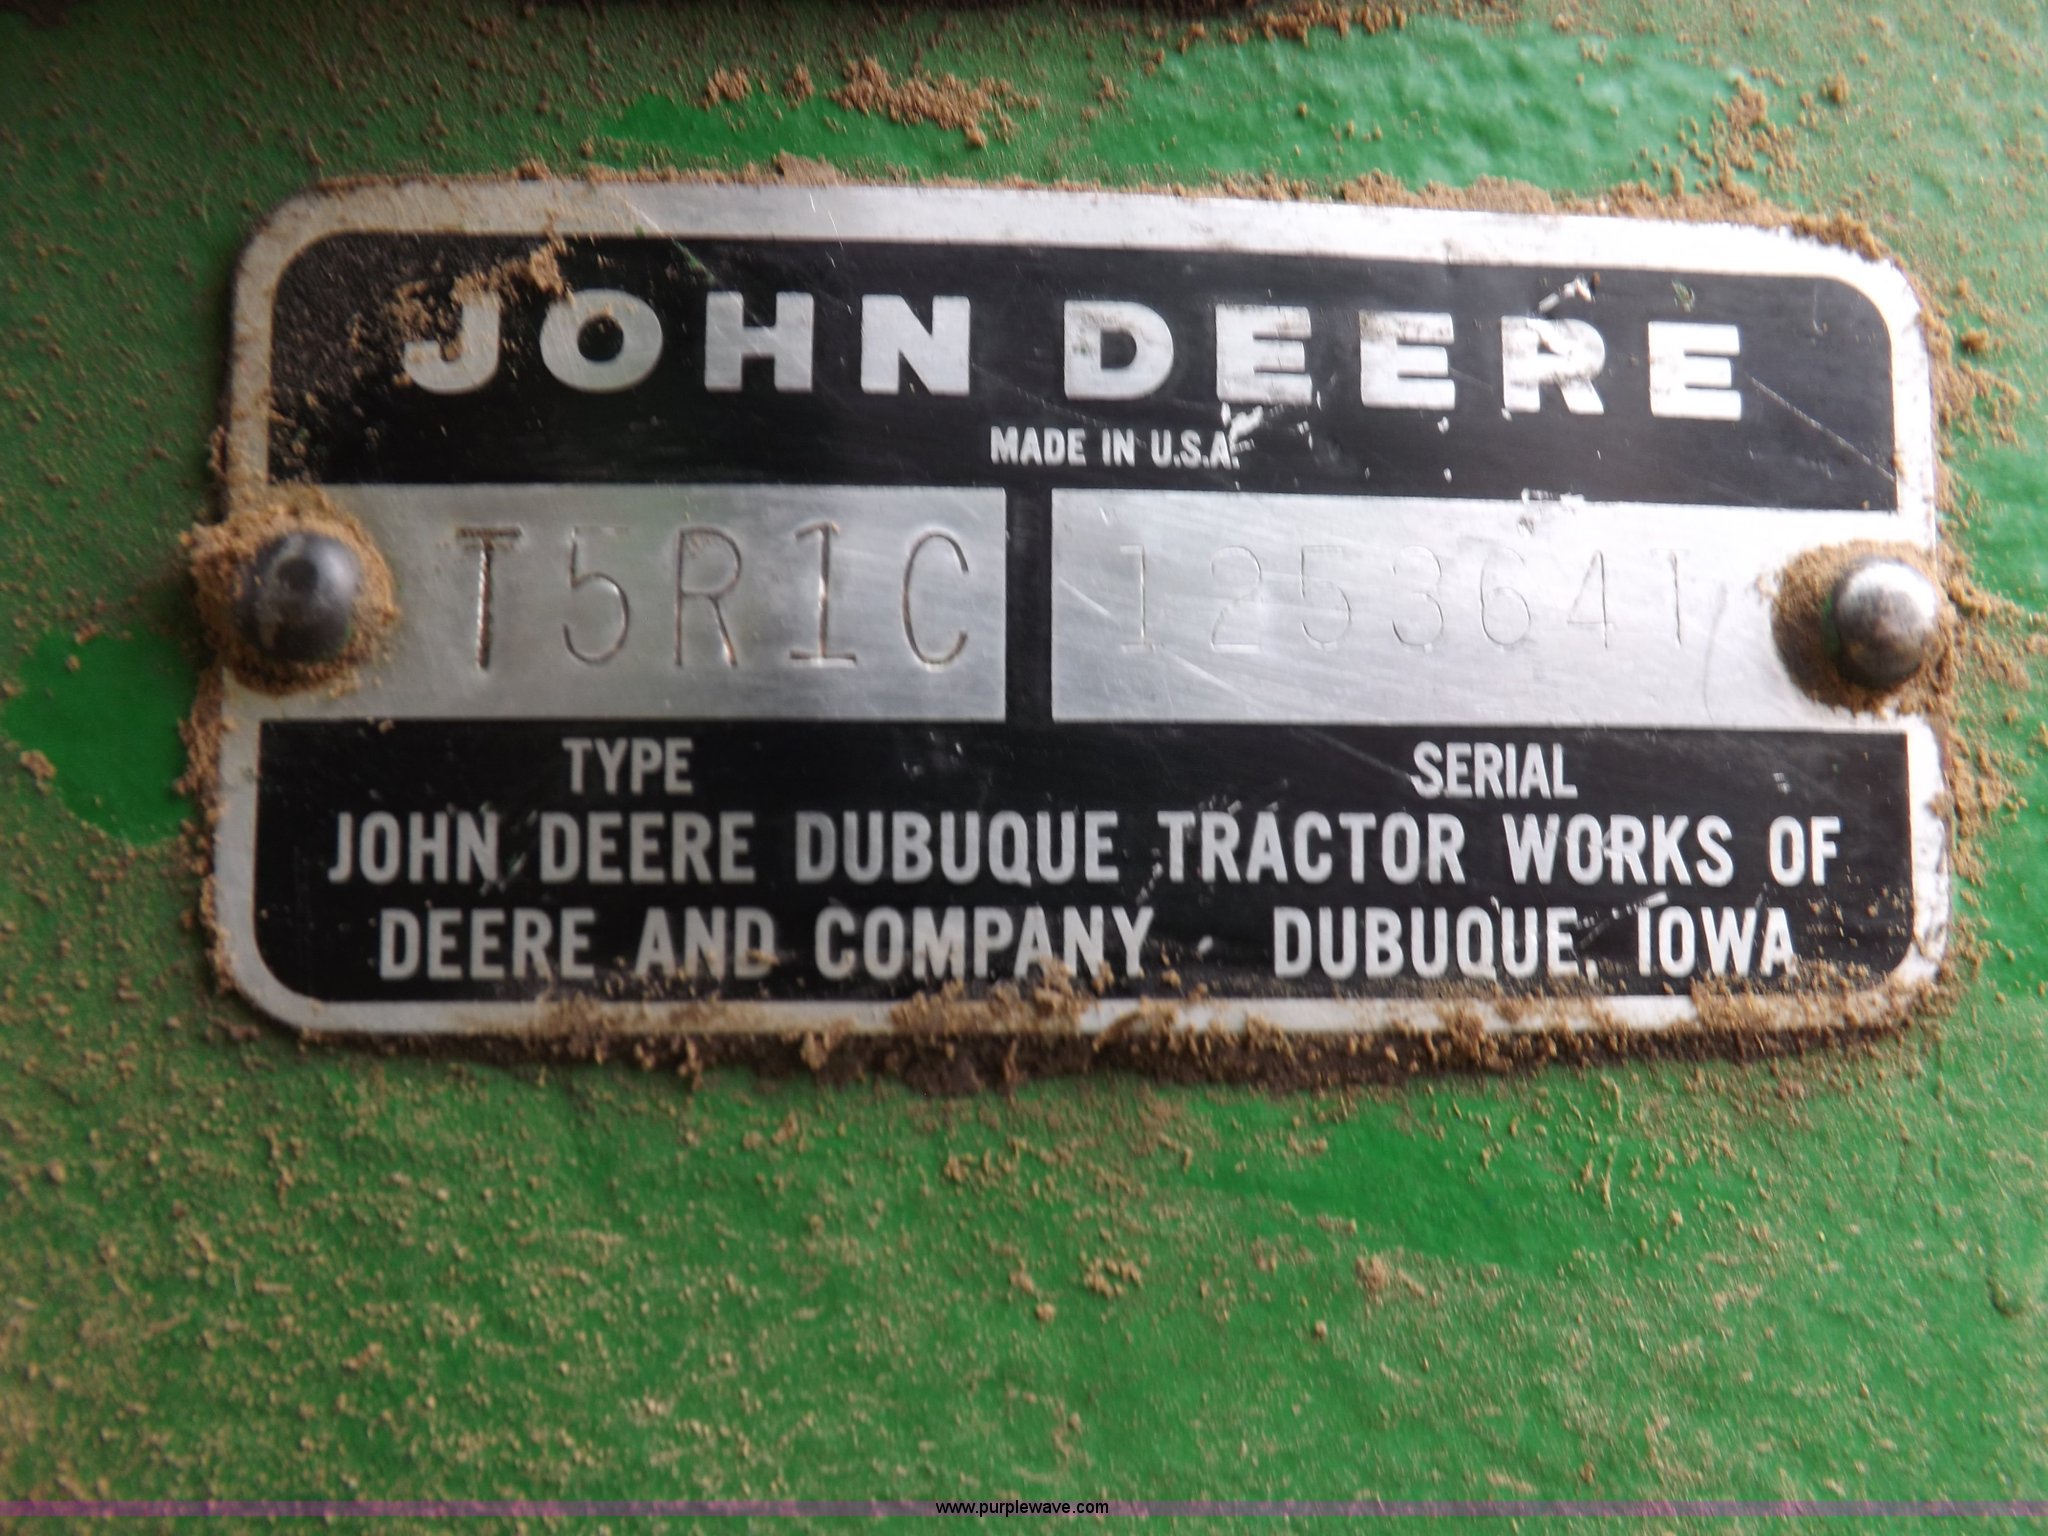 JOHN DEERE
MADE IN U.S.A.
T5R1C 125364T
TYPE SERIAL
JOHN DEERE DUBUQUE TRACTOR WORKS OF
DEERE AND COMPANY · DUBUQUE, IOWA
www.purplewave.com